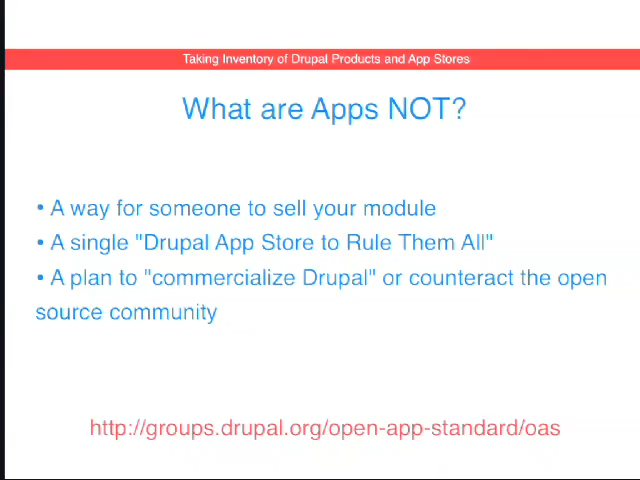 Taking Inventory of Drupal Products and App Stores
What are Apps NOT?
• A way for someone to sell your module
• A single "Drupal App Store to Rule Them All"
• A plan to "commercialize Drupal" or counteract the open
source community
http://groups.drupal.org/open-app-standard/oas